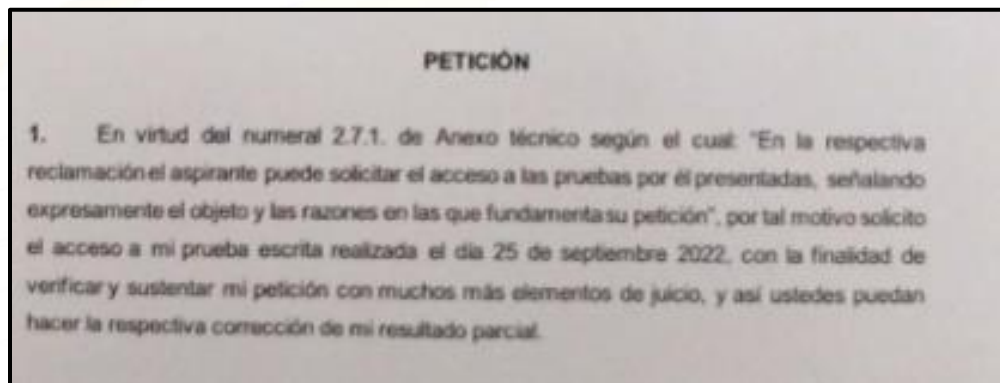 PETICIÓN
1. En virtud del numeral 2.7.1. de Anexo técnico según el cual: "En la respectiva
reclamación el aspirante puede solicitar el acceso a las pruebas por él presentadas, señalando
expresamente el objeto y las razones en las que fundamenta su petición", por tal motivo solicito
el acceso a mi prueba escrita realizada el día 25 de septiembre 2022, con la finalidad de
verificar y sustentar mi petición con muchos más elementos de juicio, y así ustedes puedan
hacer la respectiva corrección de mi resultado parcial.